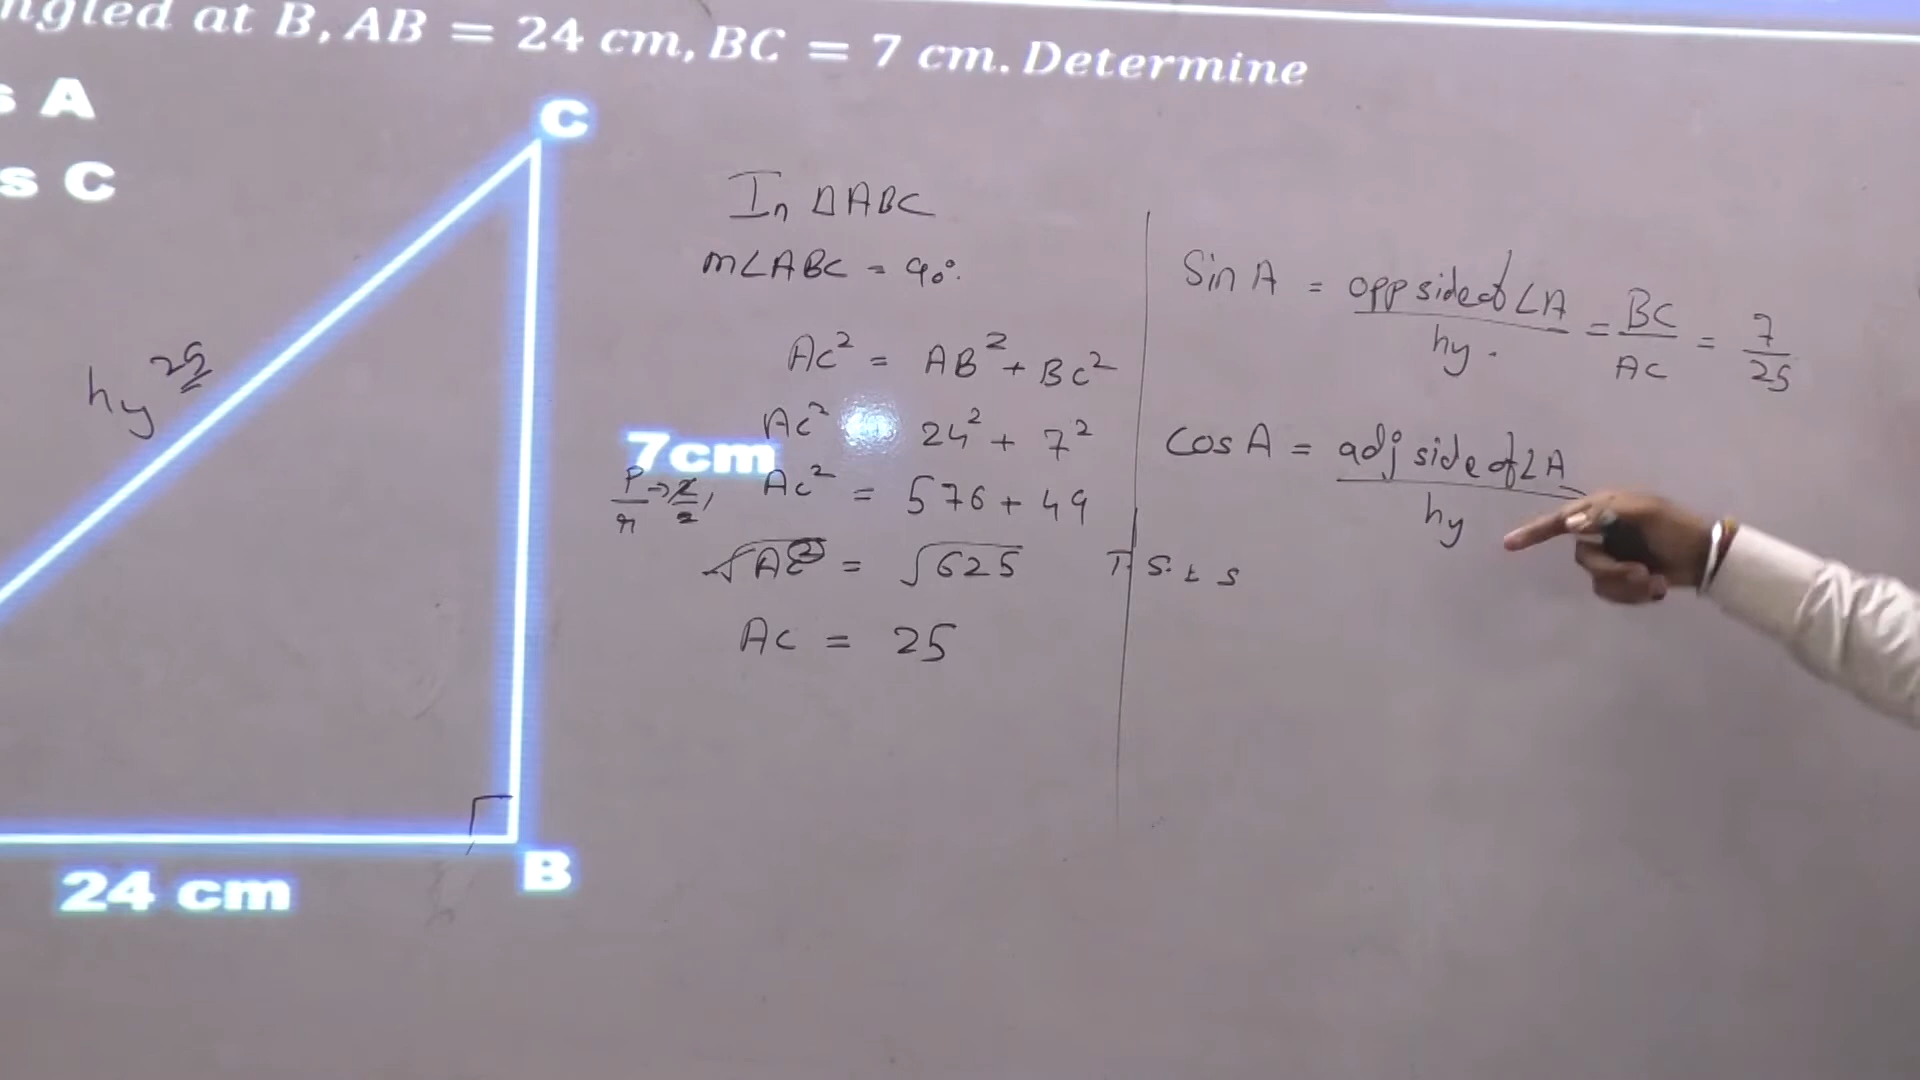 ngled at B, AB = 24 cm, BC = 7 cm. Determine
s A
s C
C
hy 25
7cm
24 cm
B
In △ABC
m∠ABC = 90°.
AC² = AB² + BC²
AC² 24² + 7²
AC² = 576 + 49
√AC² = √625
AC = 25
T. S. t s
Sin A = opp side of ∠A / hy. = BC / AC = 7 / 25
Cos A = adj side of ∠A / hy